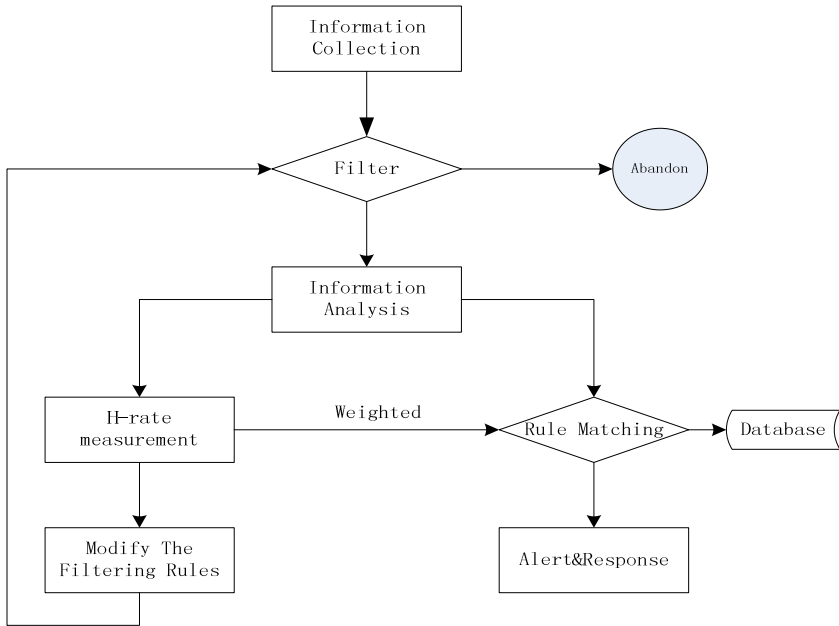 Information
Collection
Filter
Abandon
Information
Analysis
H-rate
measurement
Weighted
Rule Matching
Database
Modify The
Filtering Rules
Alert&Response